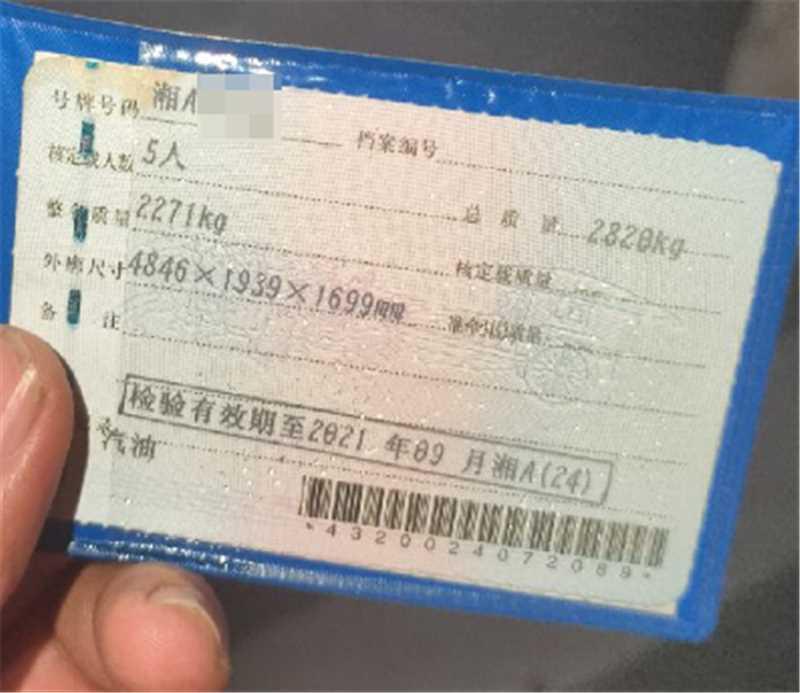 号牌号码 湘A 档案编号
核定载人数 5人
整备质量 2271kg 总质量 2820kg
外廓尺寸 4846×1939×1699mm 核定载质量
备注 准牵引总质量
检验有效期至2021年09月湘A(24)
汽油
*4320024072089*